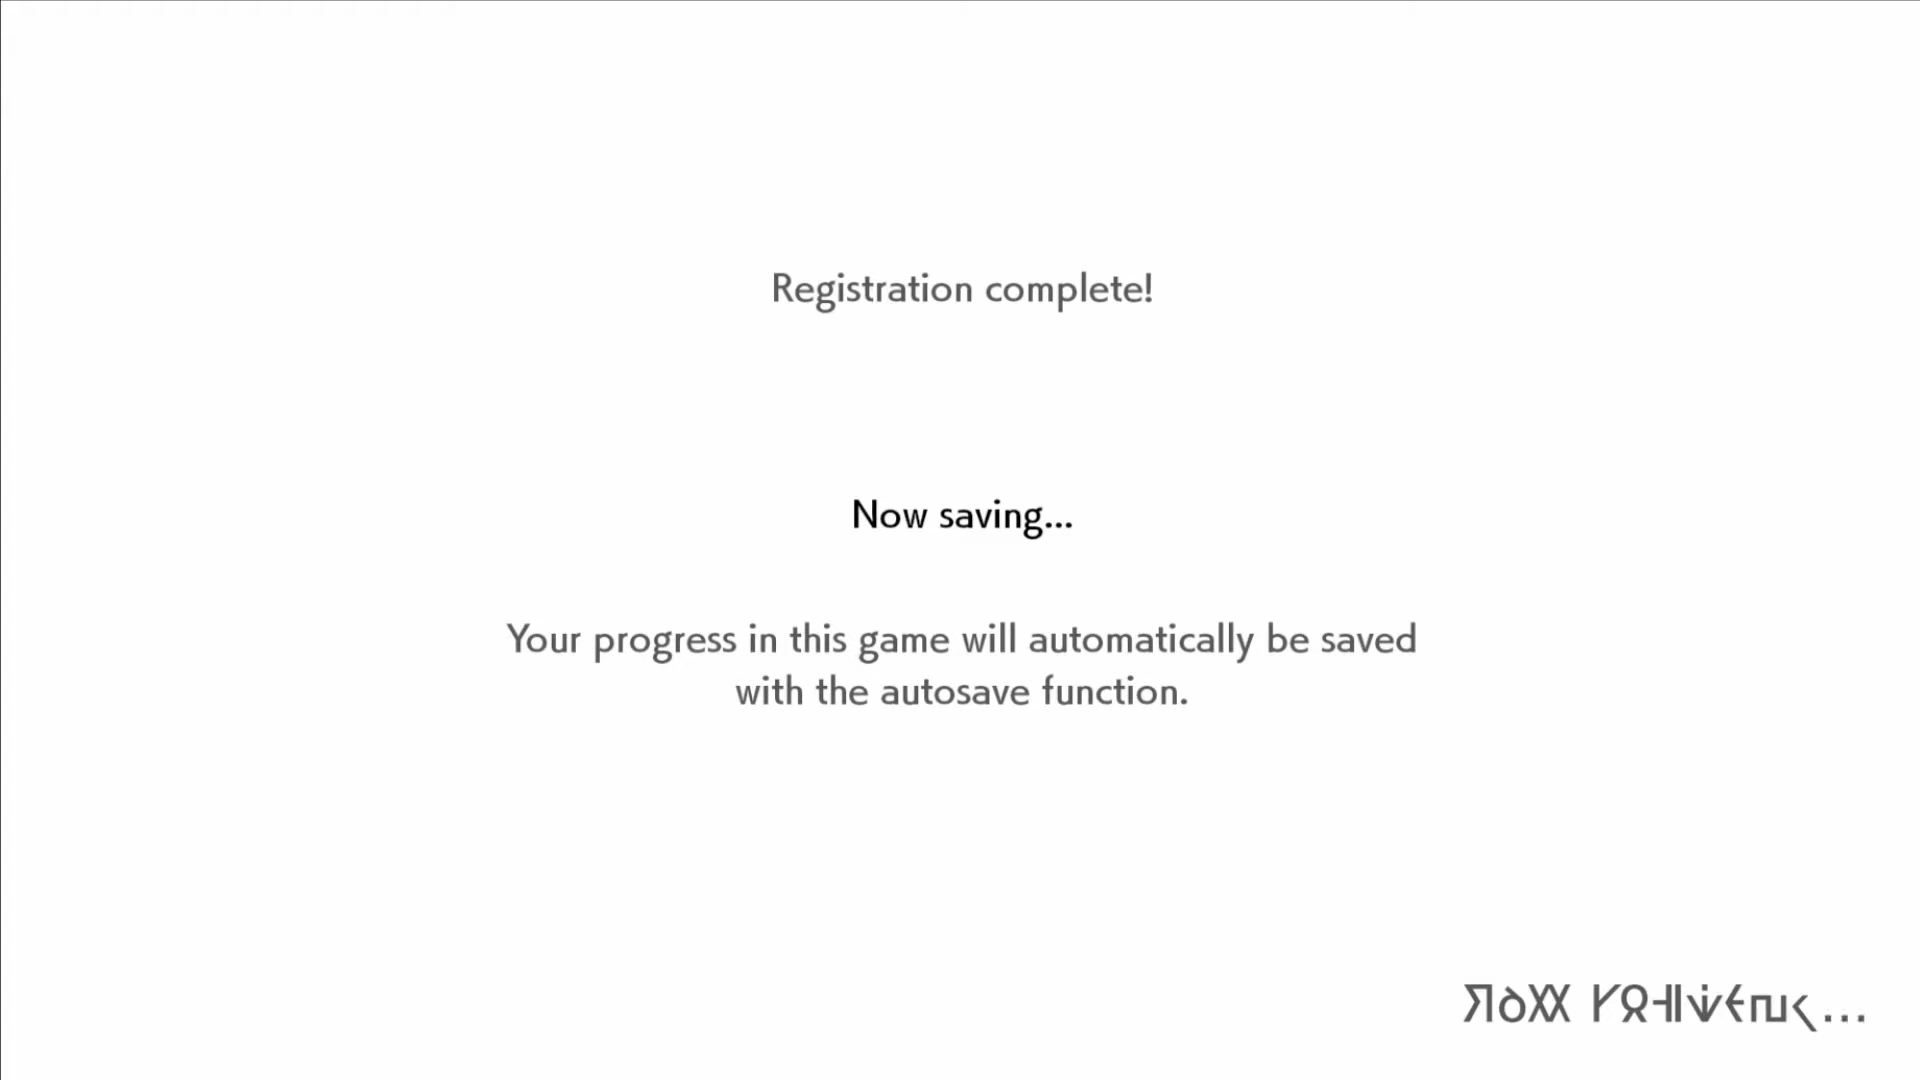 Registration complete!
Now saving...
Your progress in this game will automatically be saved
with the autosave function.